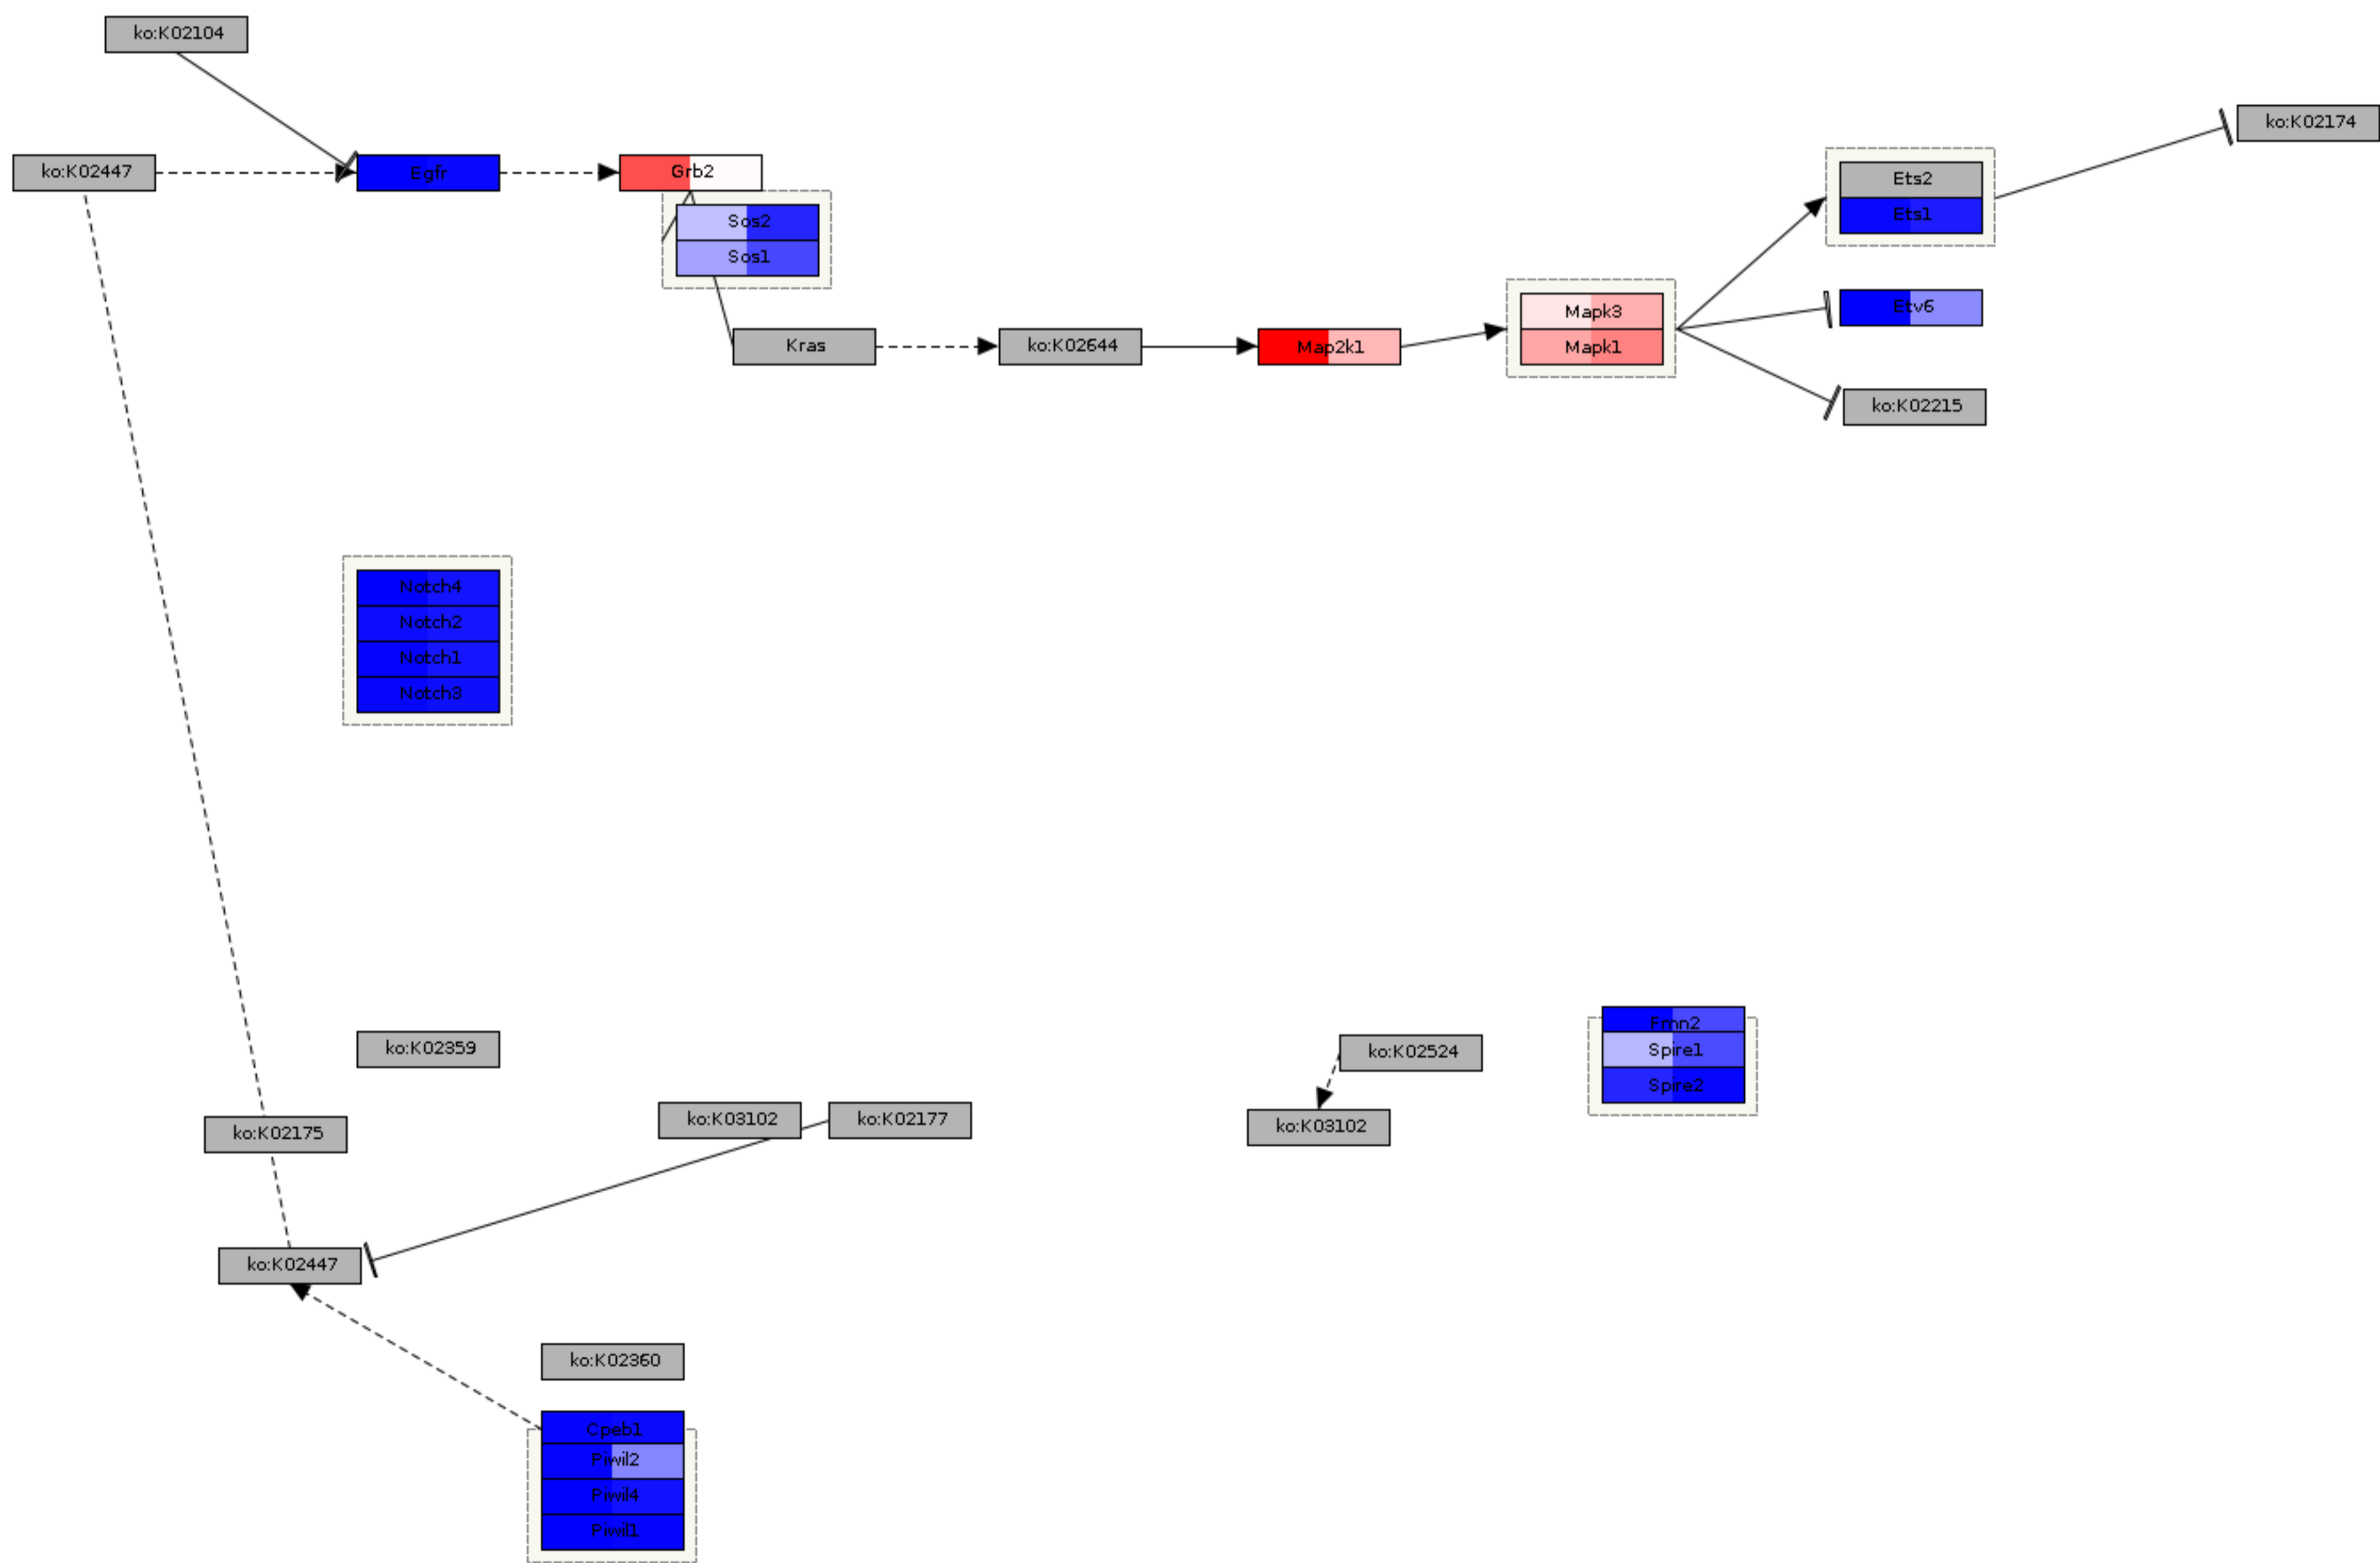 ko:K02104
ko:K02174
ko:K02447
Egfr
Grb2
Ets2
Ets1
Sos2
Sos1
Etv6
Mapk3
Mapk1
Kras
ko:K02644
Map2k1
ko:K02215
Notch4
Notch2
Notch1
Notch3
Fmn2
Spire1
Spire2
ko:K02359
ko:K02524
ko:K02175
ko:K03102
ko:K02177
ko:K03102
ko:K02447
ko:K02360
Cpeb1
Piwil2
Piwil4
Piwil1